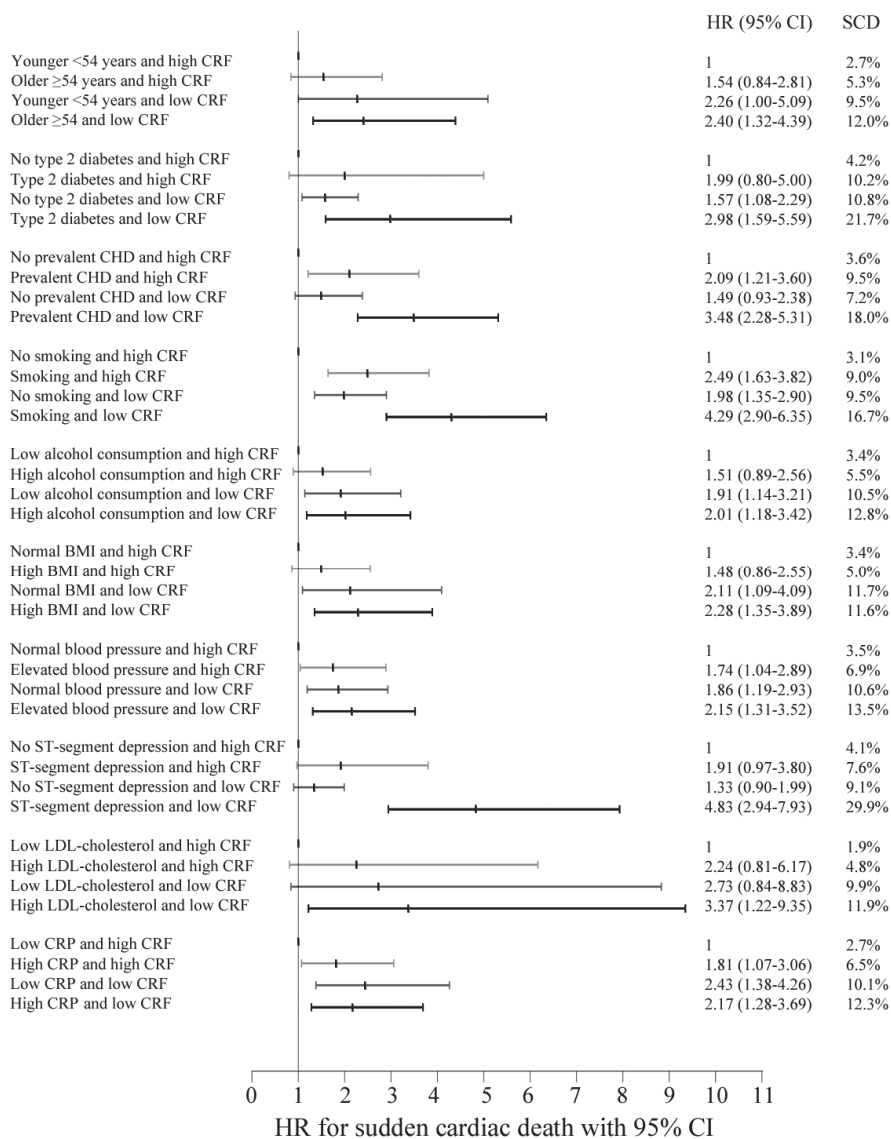 HR (95% CI) SCD
Younger <54 years and high CRF 1 2.7%
Older ≥54 years and high CRF 1.54 (0.84-2.81) 5.3%
Younger <54 years and low CRF 2.26 (1.00-5.09) 9.5%
Older ≥54 and low CRF 2.40 (1.32-4.39) 12.0%
No type 2 diabetes and high CRF 1 4.2%
Type 2 diabetes and high CRF 1.99 (0.80-5.00) 10.2%
No type 2 diabetes and low CRF 1.57 (1.08-2.29) 10.8%
Type 2 diabetes and low CRF 2.98 (1.59-5.59) 21.7%
No prevalent CHD and high CRF 1 3.6%
Prevalent CHD and high CRF 2.09 (1.21-3.60) 9.5%
No prevalent CHD and low CRF 1.49 (0.93-2.38) 7.2%
Prevalent CHD and low CRF 3.48 (2.28-5.31) 18.0%
No smoking and high CRF 1 3.1%
Smoking and high CRF 2.49 (1.63-3.82) 9.0%
No smoking and low CRF 1.98 (1.35-2.90) 9.5%
Smoking and low CRF 4.29 (2.90-6.35) 16.7%
Low alcohol consumption and high CRF 1 3.4%
High alcohol consumption and high CRF 1.51 (0.89-2.56) 5.5%
Low alcohol consumption and low CRF 1.91 (1.14-3.21) 10.5%
High alcohol consumption and low CRF 2.01 (1.18-3.42) 12.8%
Normal BMI and high CRF 1 3.4%
High BMI and high CRF 1.48 (0.86-2.55) 5.0%
Normal BMI and low CRF 2.11 (1.09-4.09) 11.7%
High BMI and low CRF 2.28 (1.35-3.89) 11.6%
Normal blood pressure and high CRF 1 3.5%
Elevated blood pressure and high CRF 1.74 (1.04-2.89) 6.9%
Normal blood pressure and low CRF 1.86 (1.19-2.93) 10.6%
Elevated blood pressure and low CRF 2.15 (1.31-3.52) 13.5%
No ST-segment depression and high CRF 1 4.1%
ST-segment depression and high CRF 1.91 (0.97-3.80) 7.6%
No ST-segment depression and low CRF 1.33 (0.90-1.99) 9.1%
ST-segment depression and low CRF 4.83 (2.94-7.93) 29.9%
Low LDL-cholesterol and high CRF 1 1.9%
High LDL-cholesterol and high CRF 2.24 (0.81-6.17) 4.8%
Low LDL-cholesterol and low CRF 2.73 (0.84-8.83) 9.9%
High LDL-cholesterol and low CRF 3.37 (1.22-9.35) 11.9%
Low CRP and high CRF 1 2.7%
High CRP and high CRF 1.81 (1.07-3.06) 6.5%
Low CRP and low CRF 2.43 (1.38-4.26) 10.1%
High CRP and low CRF 2.17 (1.28-3.69) 12.3%
0 1 2 3 4 5 6 7 8 9 10 11
HR for sudden cardiac death with 95% CI